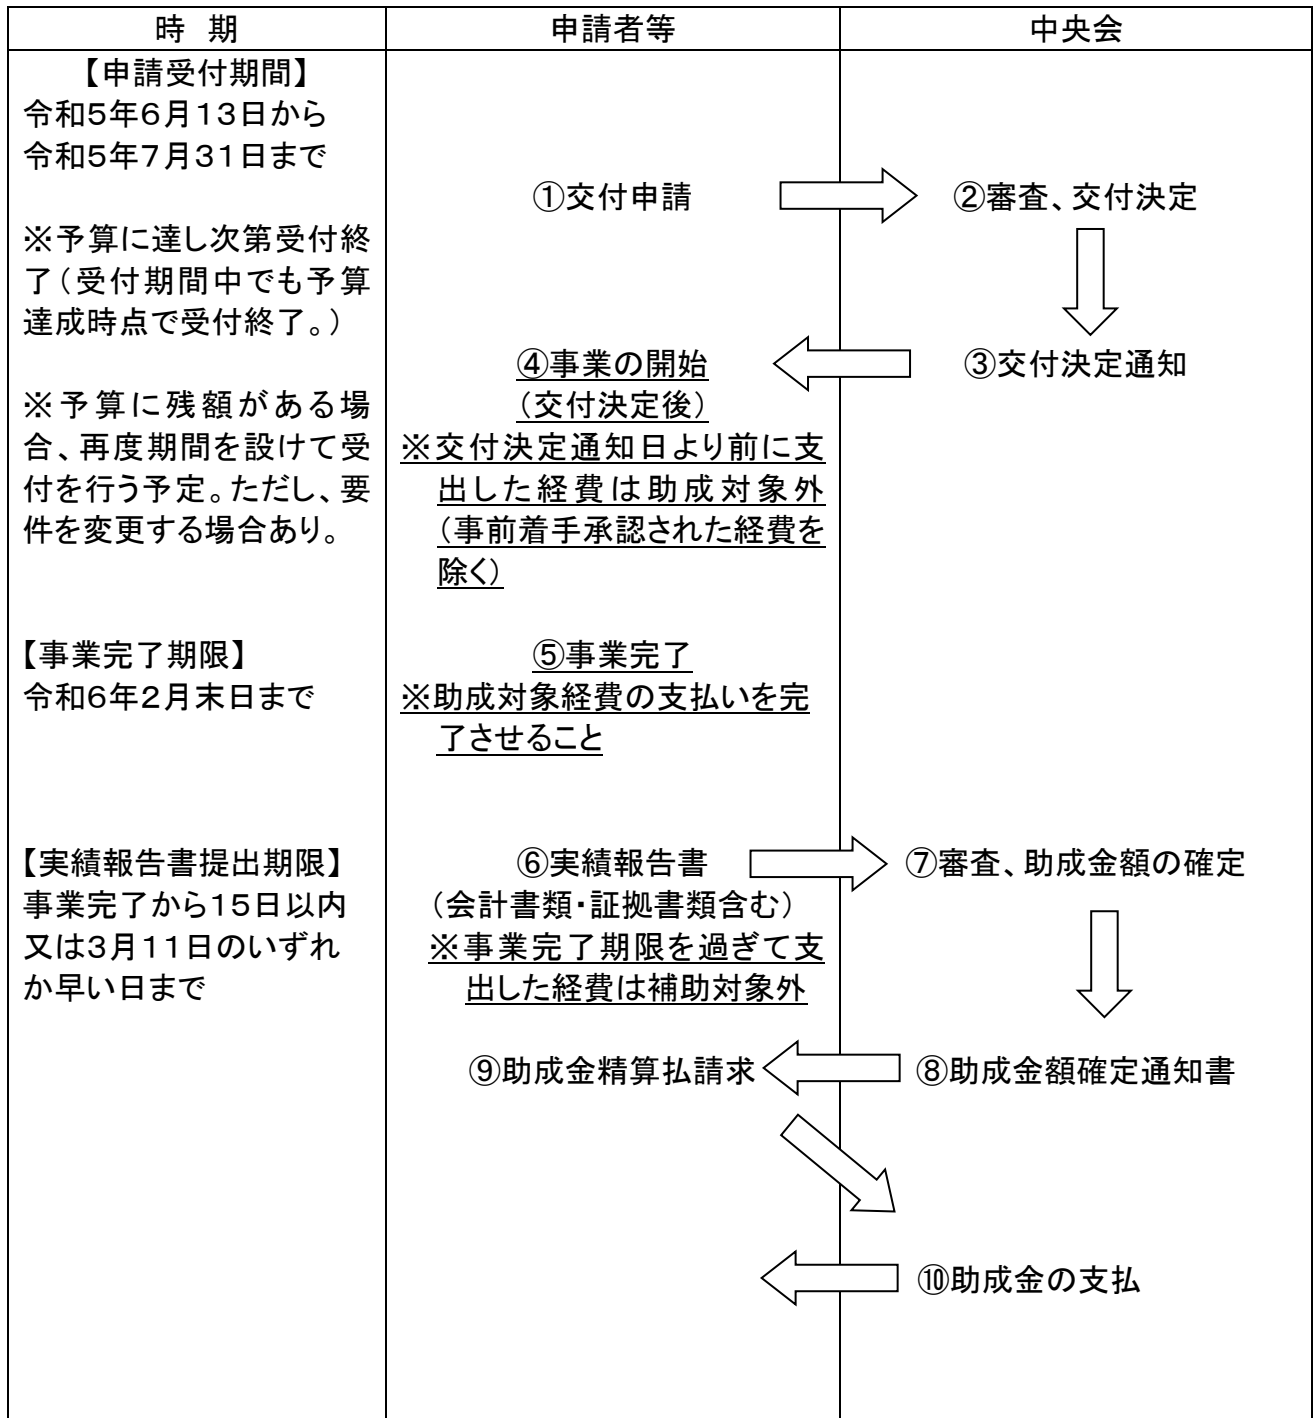 時 期
申請者等
中央会
【申請受付期間】
令和5年6月13日から
令和5年7月31日まで
※予算に達し次第受付終
了(受付期間中でも予算
達成時点で受付終了。)
※予算に残額がある場
合、再度期間を設けて受
付を行う予定。ただし、要
件を変更する場合あり。
【事業完了期限】
令和6年2月末日まで
【実績報告書提出期限】
事業完了から15日以内
又は3月11日のいずれ
か早い日まで
①交付申請
②審査、交付決定
③交付決定通知
④事業の開始
(交付決定後)
※交付決定通知日より前に支
出した経費は助成対象外
(事前着手承認された経費を
除く)
⑤事業完了
※助成対象経費の支払いを完
了させること
⑥実績報告書
(会計書類・証拠書類含む)
※事業完了期限を過ぎて支
出した経費は補助対象外
⑦審査、助成金額の確定
⑧助成金額確定通知書
⑨助成金精算払請求
⑩助成金の支払